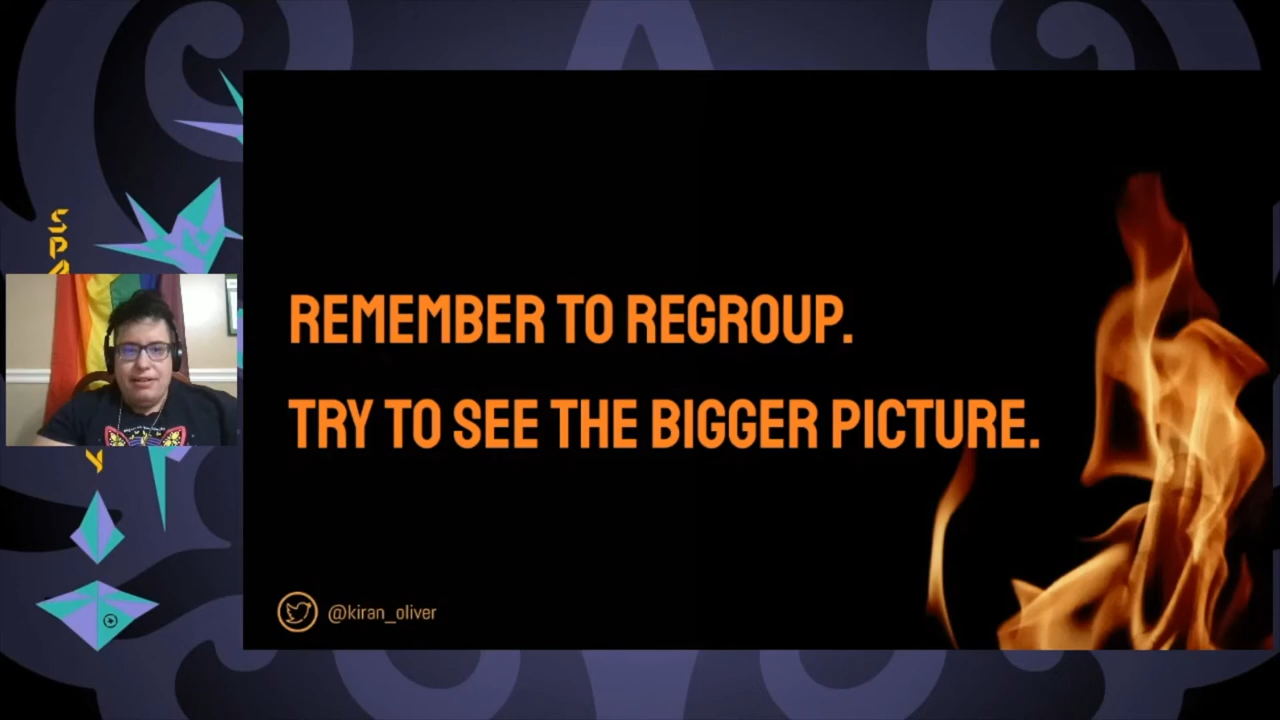 REMEMBER TO REGROUP.
TRY TO SEE THE BIGGER PICTURE.
@kiran_oliver